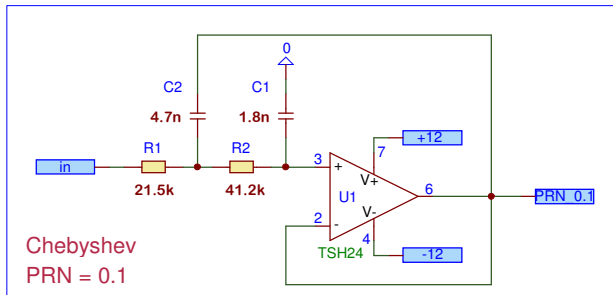 0
C2
C1
4.7n
1.8n
R1
R2
in
21.5k
41.2k
3
+
7
+12
V+
U1
6
PRN_0.1
2
-
V-
4
-12
TSH24
Chebyshev
PRN = 0.1